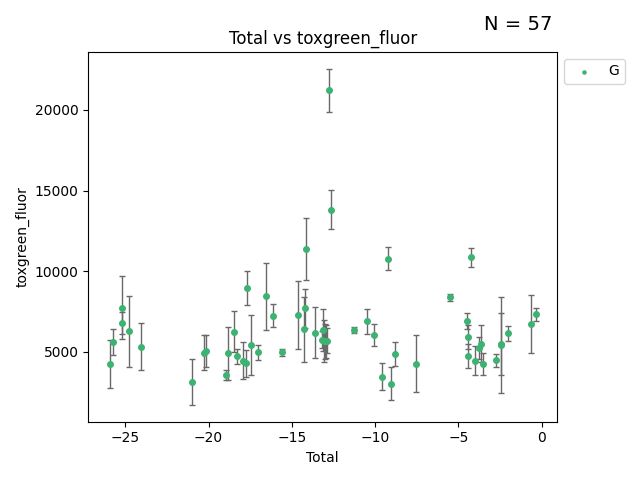 N = 57
Total vs toxgreen_fluor
G
toxgreen_fluor
20000
15000
10000
5000
−25
−20
−15
−10
−5
0
Total